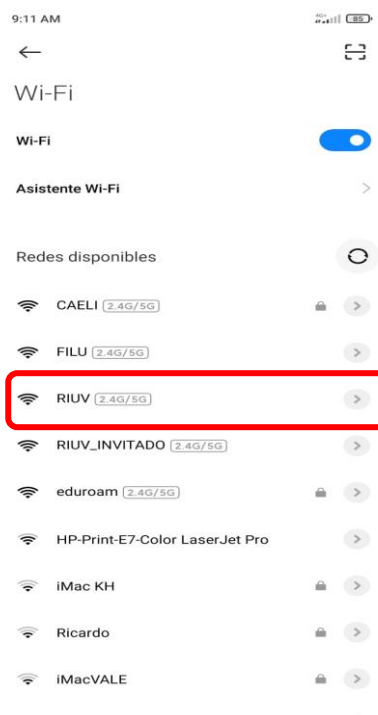 9:11 AM 4G+ 85
Wi-Fi
Wi-Fi
Asistente Wi-Fi
Redes disponibles
CAELI 2.4G/5G
FILU 2.4G/5G
RIUV 2.4G/5G
RIUV_INVITADO 2.4G/5G
eduroam 2.4G/5G
HP-Print-E7-Color LaserJet Pro
iMac KH
Ricardo
iMacVALE